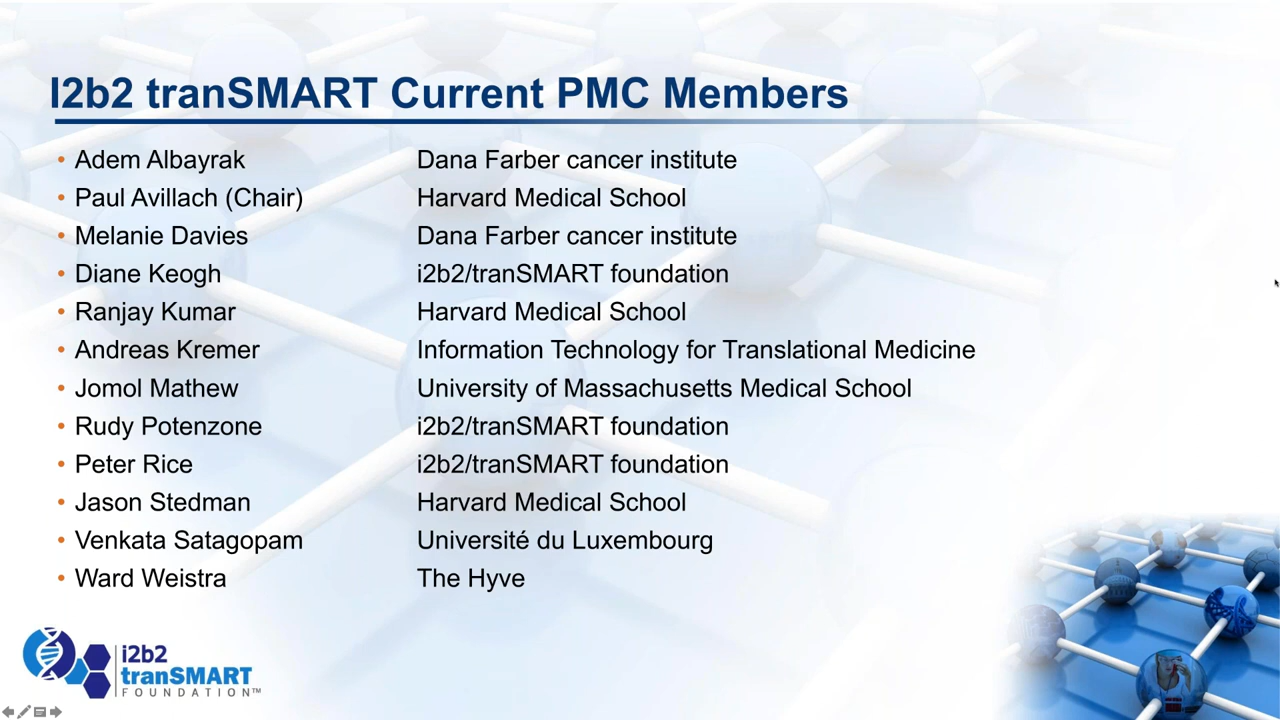 I2b2 tranSMART Current PMC Members
• Adem Albayrak Dana Farber cancer institute
• Paul Avillach (Chair) Harvard Medical School
• Melanie Davies Dana Farber cancer institute
• Diane Keogh i2b2/tranSMART foundation
• Ranjay Kumar Harvard Medical School
• Andreas Kremer Information Technology for Translational Medicine
• Jomol Mathew University of Massachusetts Medical School
• Rudy Potenzone i2b2/tranSMART foundation
• Peter Rice i2b2/tranSMART foundation
• Jason Stedman Harvard Medical School
• Venkata Satagopam Université du Luxembourg
• Ward Weistra The Hyve
i2b2
tranSMART
FOUNDATION™